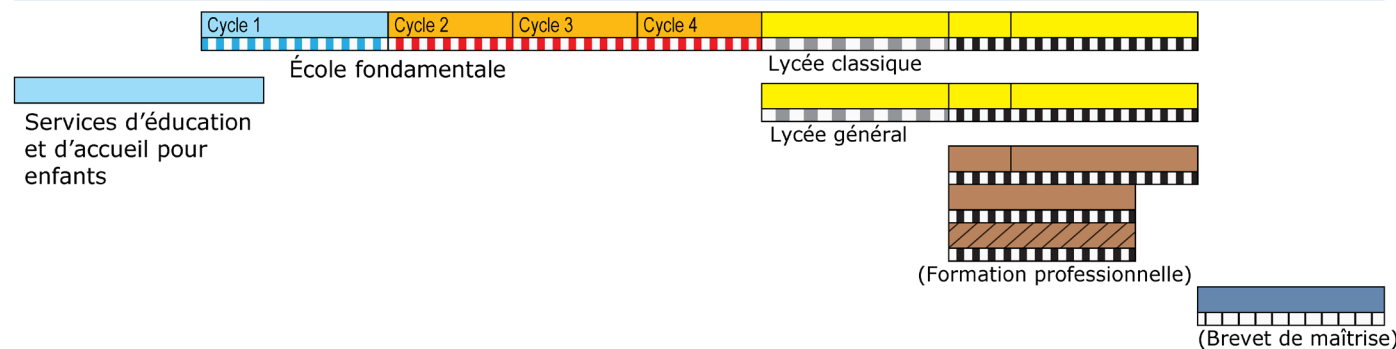 Cycle 1
Cycle 2
Cycle 3
Cycle 4
École fondamentale
Lycée classique
Services d'éducation
et d'accueil pour
enfants
Lycée général
(Formation professionnelle)
(Brevet de maîtrise)